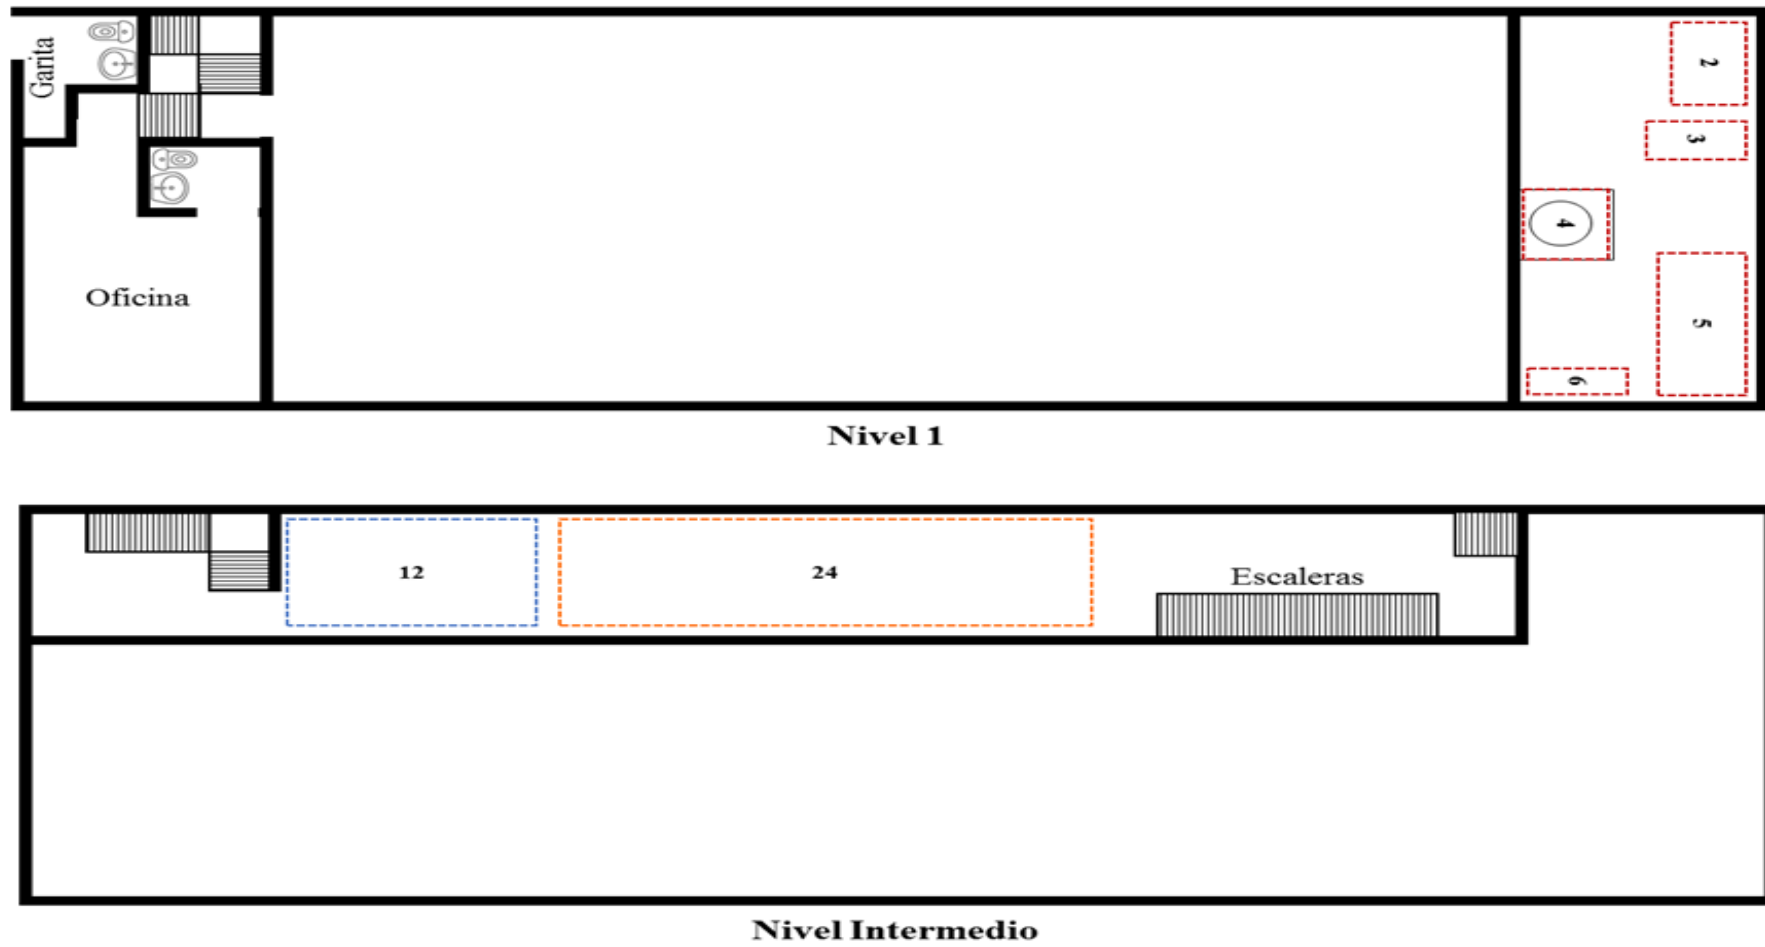 Garita
2
3
4
Oficina
5
6
Nivel 1
12
24
Escaleras
Nivel Intermedio